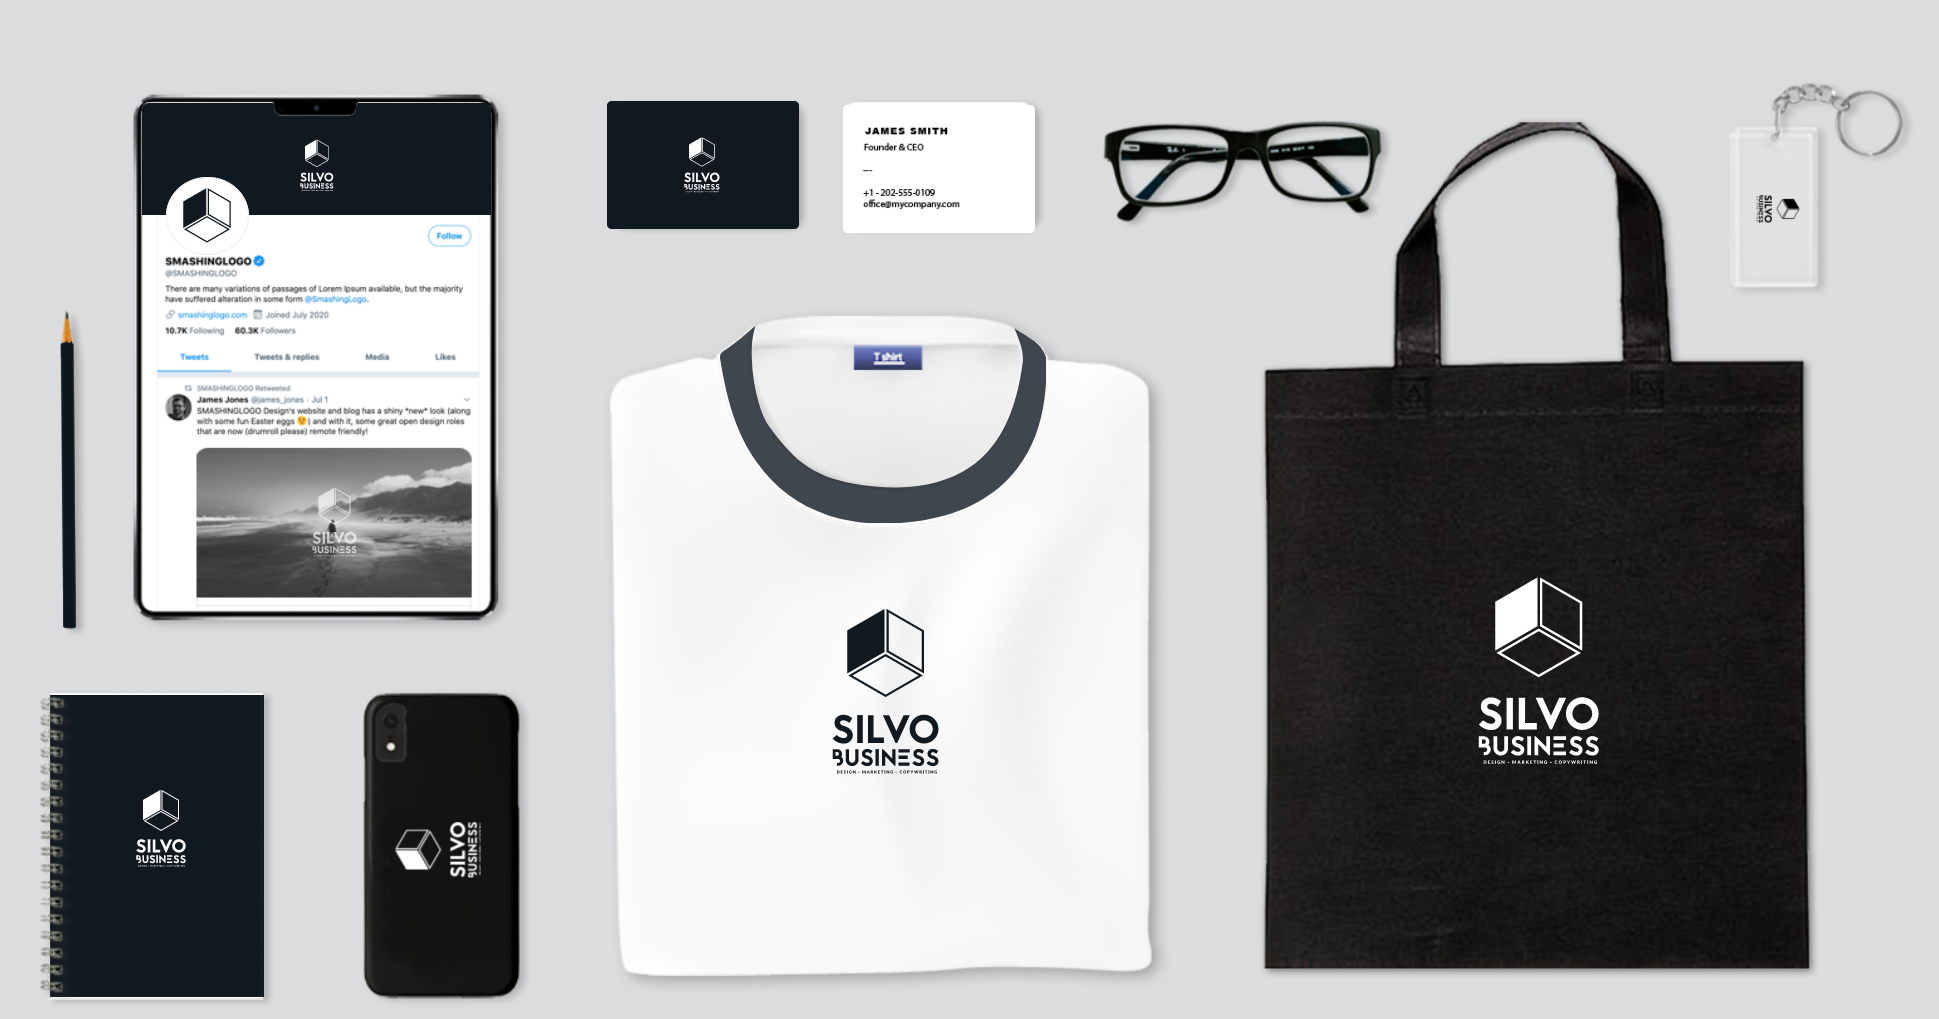 SILVO
BUSINESS
Follow
SMASHINGLOGO
@SMASHINGLOGO
There are many variations of passages of Lorem Ipsum available, but the majority
have suffered alteration in some form @SmashingLogo.
smashinglogo.com Joined July 2020
10.7K Following 60.3K Followers
Tweets Tweets & replies Media Likes
SMASHINGLOGO Retweeted
James Jones @james_jones · Jul 1
SMASHINGLOGO Design's website and blog has a shiny *new* look (along
with some fun Easter eggs 😉) and with it, some great open design roles
that are now (drumroll please) remote friendly!
SILVO
BUSINESS
SILVO
BUSINESS
JAMES SMITH
Founder & CEO
---
+1 - 202-555-0109
office@mycompany.com
SILVO
BUSINESS
T shirt
SILVO
BUSINESS
DESIGN - MARKETING - COPYWRITING
SILVO
BUSINESS
DESIGN - MARKETING - COPYWRITING
SILVO
BUSINESS
SILVO
BUSINESS